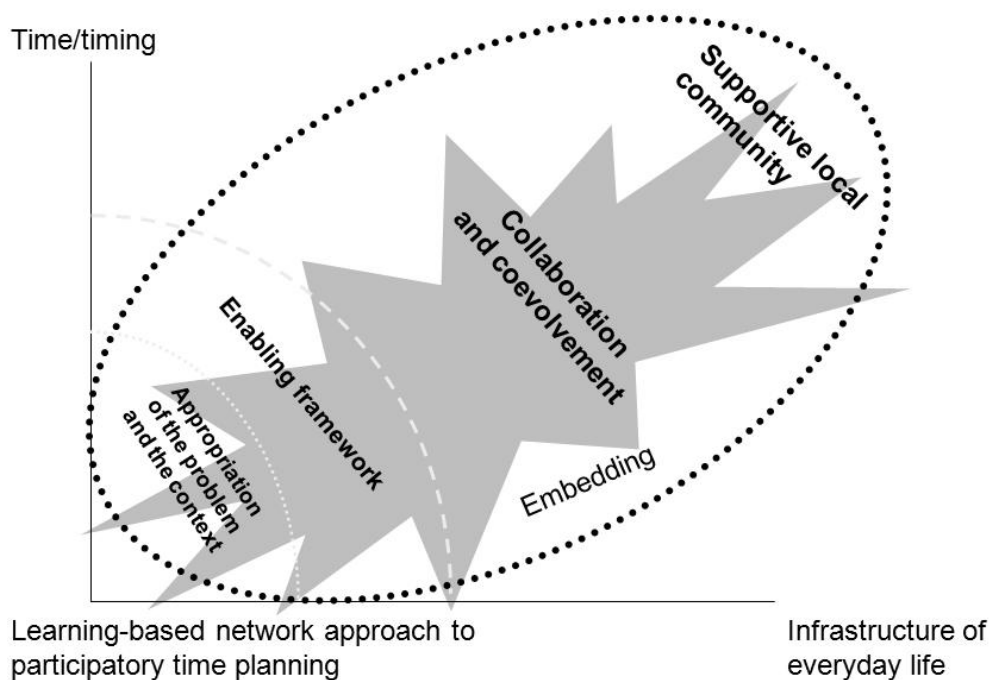 Time/timing
Supportive local
community
Collaboration
and coevolvement
Enabling framework
Appropriation
of the problem
and the context
Embedding
Learning-based network approach to
participatory time planning
Infrastructure of
everyday life